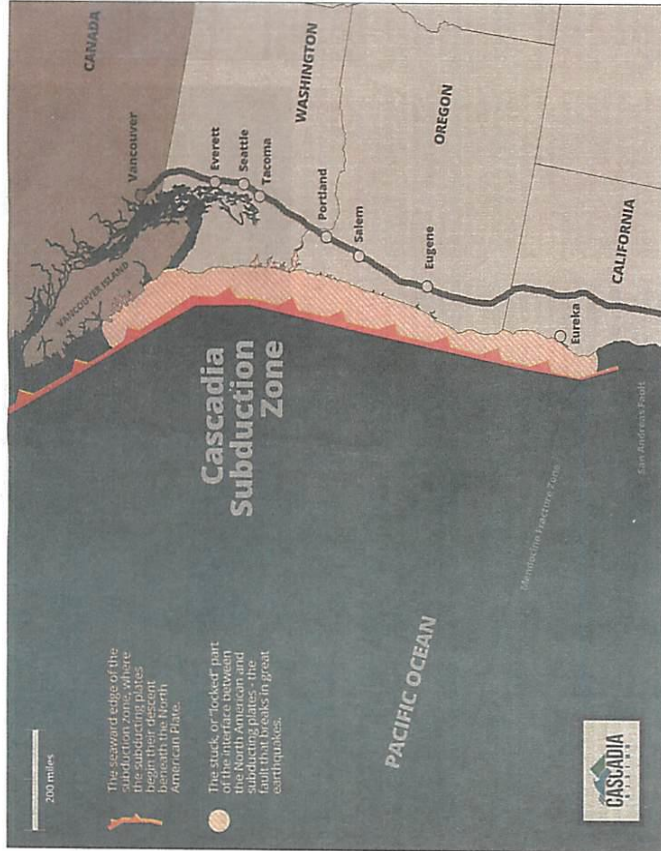 200 miles
The seaward edge of the
subduction zone, where
the subducting plates
begin their descent
beneath the North
American Plate.
The stuck, or "locked" part
of the interface between
the North American and
subducting plates - the
fault that breaks in great
earthquakes.
Cascadia
Subduction
Zone
PACIFIC OCEAN
Mendocino Fracture Zone
San Andreas Fault
CANADA
VANCOUVER ISLAND
Vancouver
Everett
Seattle
Tacoma
WASHINGTON
Portland
Salem
OREGON
Eugene
Eureka
CALIFORNIA
CASCADIA
RISING